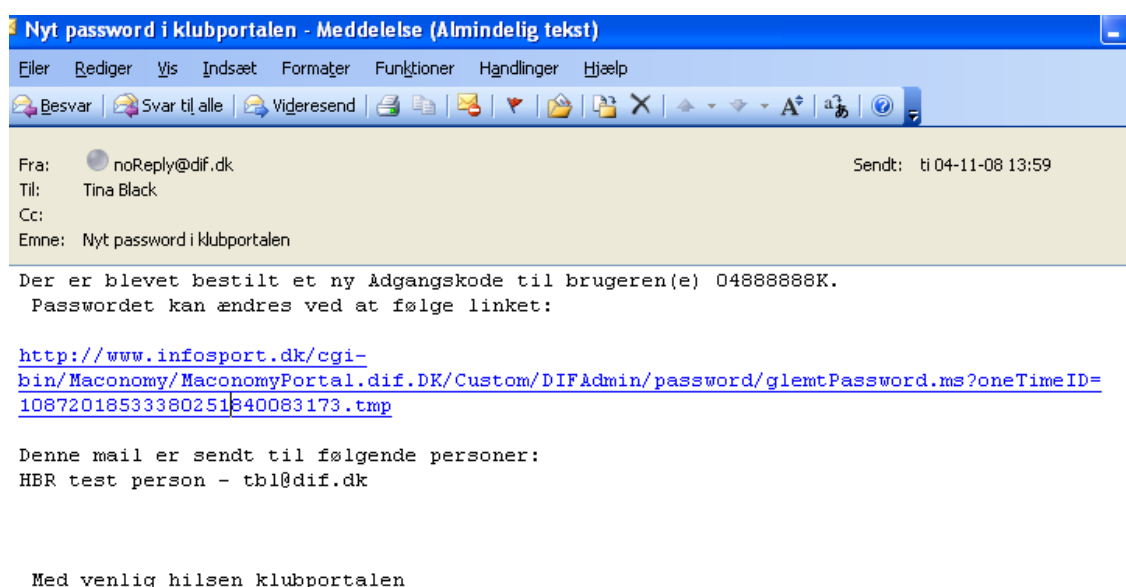 Nyt password i klubportalen - Meddelelse (Almindelig tekst)
Filer Rediger Vis Indsæt Formater Funktioner Handlinger Hjælp
Besvar Svar til alle Videresend
Fra: noReply@dif.dk Sendt: ti 04-11-08 13:59
Til: Tina Black
Cc:
Emne: Nyt password i klubportalen
Der er blevet bestilt et ny Adgangskode til brugeren(e) 04888888K.
Passwordet kan ændres ved at følge linket:
http://www.infosport.dk/cgi-
bin/Maconomy/MaconomyPortal.dif.DK/Custom/DIFAdmin/password/glemtPassword.ms?oneTimeID=
10872018533380251840083173.tmp
Denne mail er sendt til følgende personer:
HBR test person - tbl@dif.dk
Med venlig hilsen klubportalen